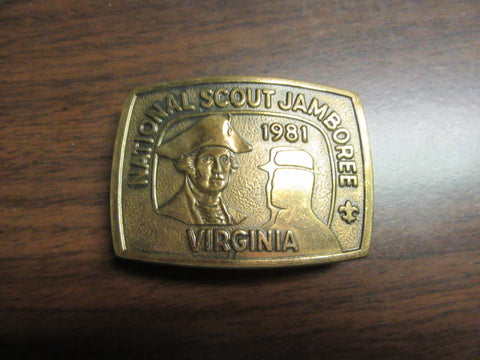 NATIONAL SCOUT JAMBOREE
1981
VIRGINIA